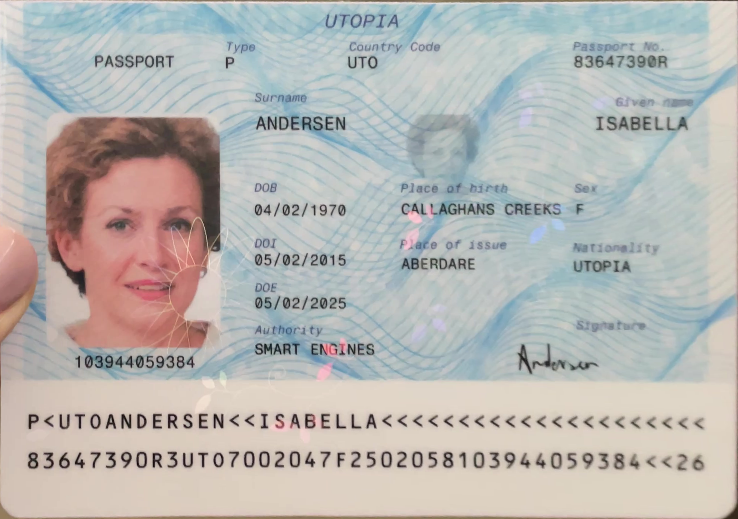 UTOPIA
PASSPORT
Type
P
Country Code
UTO
Passport No.
83647390R
Surname
ANDERSEN
Given name
ISABELLA
DOB
04/02/1970
Place of birth
CALLAGHANS CREEKS
Sex
F
DOI
05/02/2015
Place of issue
ABERDARE
Nationality
UTOPIA
DOE
05/02/2025
Authority
SMART ENGINES
Signature
Andersen
103944059384
P<UTOANDERSEN<<ISABELLA<<<<<<<<<<<<<<<<<<<<<
83647390R3UTO7002047F2502058103944059384<<26